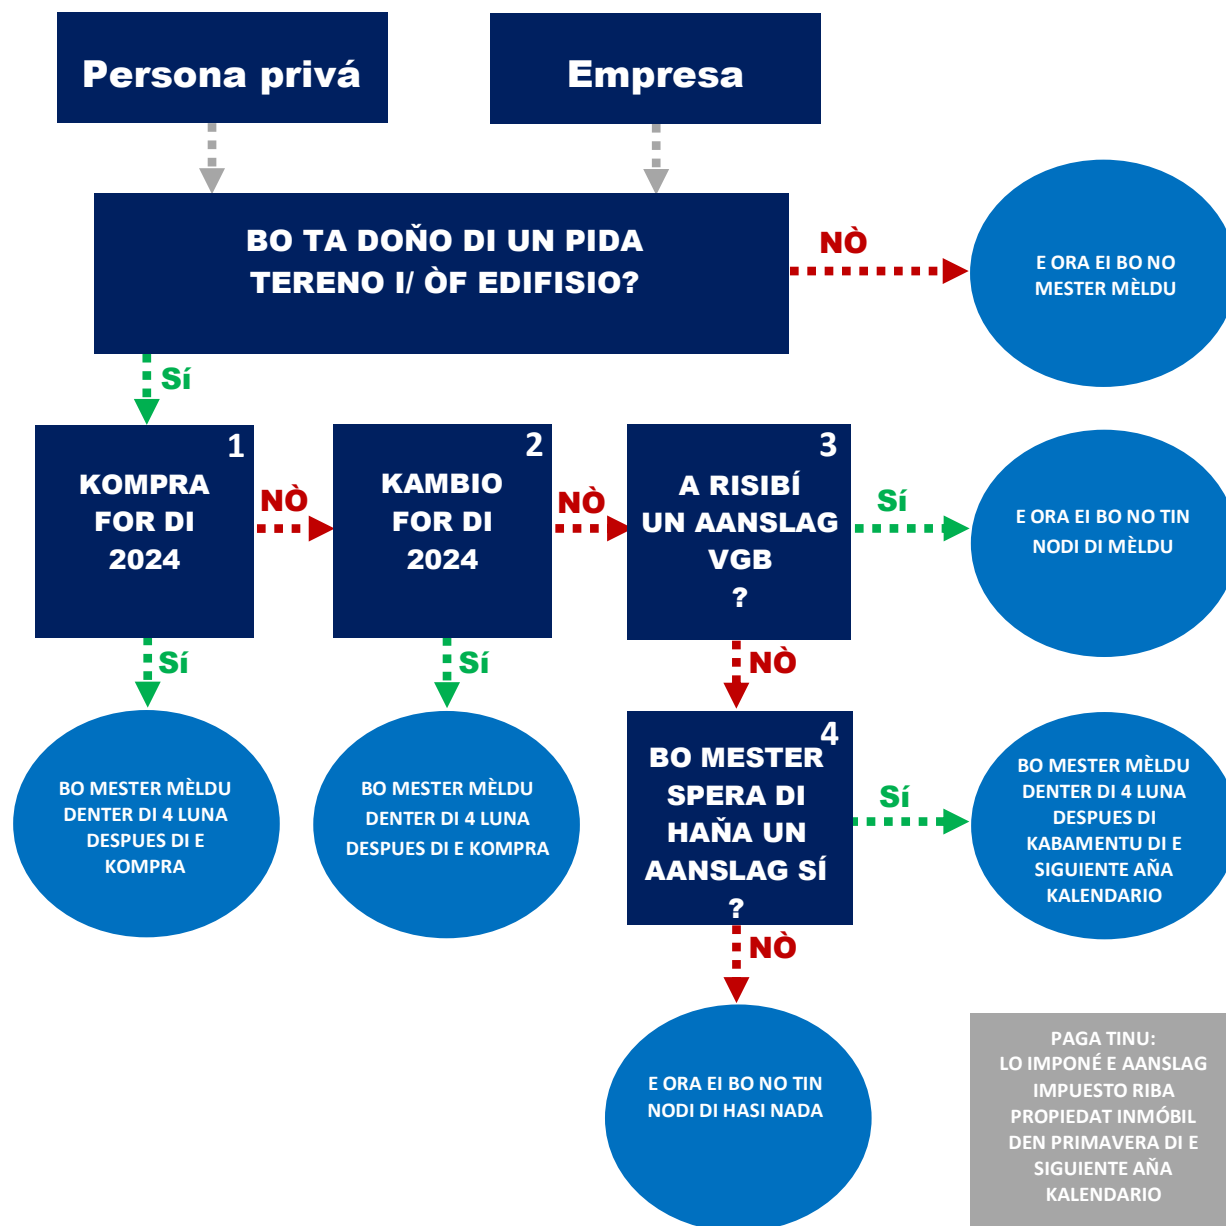 Persona privá
Empresa
BO TA DOÑO DI UN PIDA
TERENO I/ ÒF EDIFISIO?
NÒ
E ORA EI BO NO
MESTER MÈLDU
Sí
1
KOMPRA
FOR DI
2024
NÒ
2
KAMBIO
FOR DI
2024
NÒ
3
A RISIBÍ
UN AANSLAG
VGB
?
Sí
E ORA EI BO NO TIN
NODI DI MÈLDU
Sí
Sí
NÒ
BO MESTER MÈLDU
DENTER DI 4 LUNA
DESPUES DI E
KOMPRA
BO MESTER MÈLDU
DENTER DI 4 LUNA
DESPUES DI E KOMPRA
4
BO MESTER
SPERA DI
HAÑA UN
AANSLAG SÍ
?
Sí
BO MESTER MÈLDU
DENTER DI 4 LUNA
DESPUES DI
KABAMENTU DI E
SIGUIENTE AÑA
KALENDARIO
NÒ
E ORA EI BO NO TIN
NODI DI HASI NADA
PAGA TINU:
LO IMPONÉ E AANSLAG
IMPUESTO RIBA
PROPIEDAT INMÓBIL
DEN PRIMAVERA DI E
SIGUIENTE AÑA
KALENDARIO